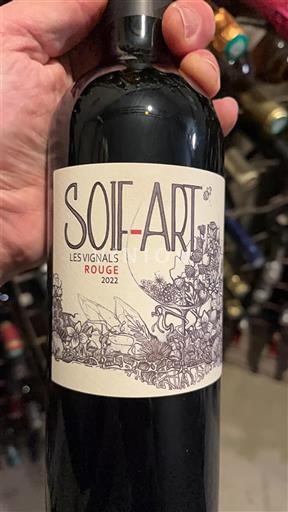 SOIF-ART
LES VIGNALS
ROUGE
2022